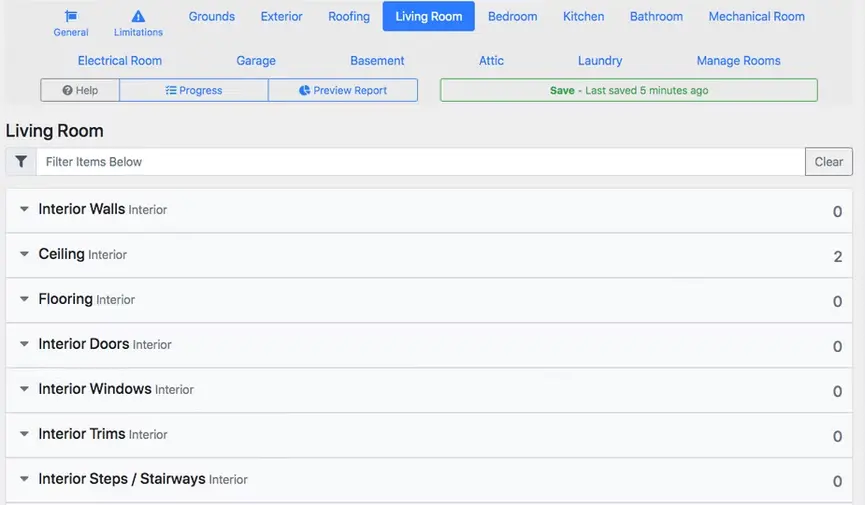 General Limitations Grounds Exterior Roofing Living Room Bedroom Kitchen Bathroom Mechanical Room
Electrical Room Garage Basement Attic Laundry Manage Rooms
Help Progress Preview Report Save - Last saved 5 minutes ago
Living Room
Filter Items Below Clear
Interior Walls Interior 0
Ceiling Interior 2
Flooring Interior 0
Interior Doors Interior 0
Interior Windows Interior 0
Interior Trims Interior 0
Interior Steps / Stairways Interior 0